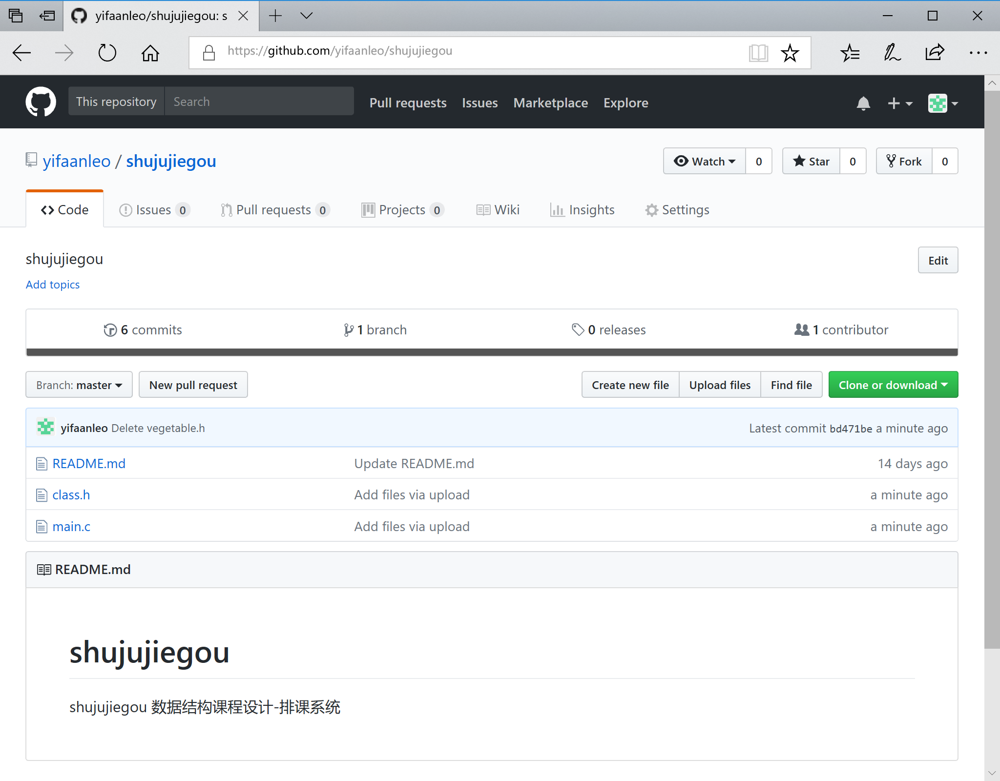 yifaanleo/shujujiegou: s
https://github.com/yifaanleo/shujujiegou
This repository Search Pull requests Issues Marketplace Explore
yifaanleo / shujujiegou Watch 0 Star 0 Fork 0
Code Issues 0 Pull requests 0 Projects 0 Wiki Insights Settings
shujujiegou Edit
Add topics
6 commits 1 branch 0 releases 1 contributor
Branch: master New pull request Create new file Upload files Find file Clone or download
yifaanleo Delete vegetable.h Latest commit bd471be a minute ago
README.md Update README.md 14 days ago
class.h Add files via upload a minute ago
main.c Add files via upload a minute ago
README.md
shujujiegou
shujujiegou 数据结构课程设计-排课系统